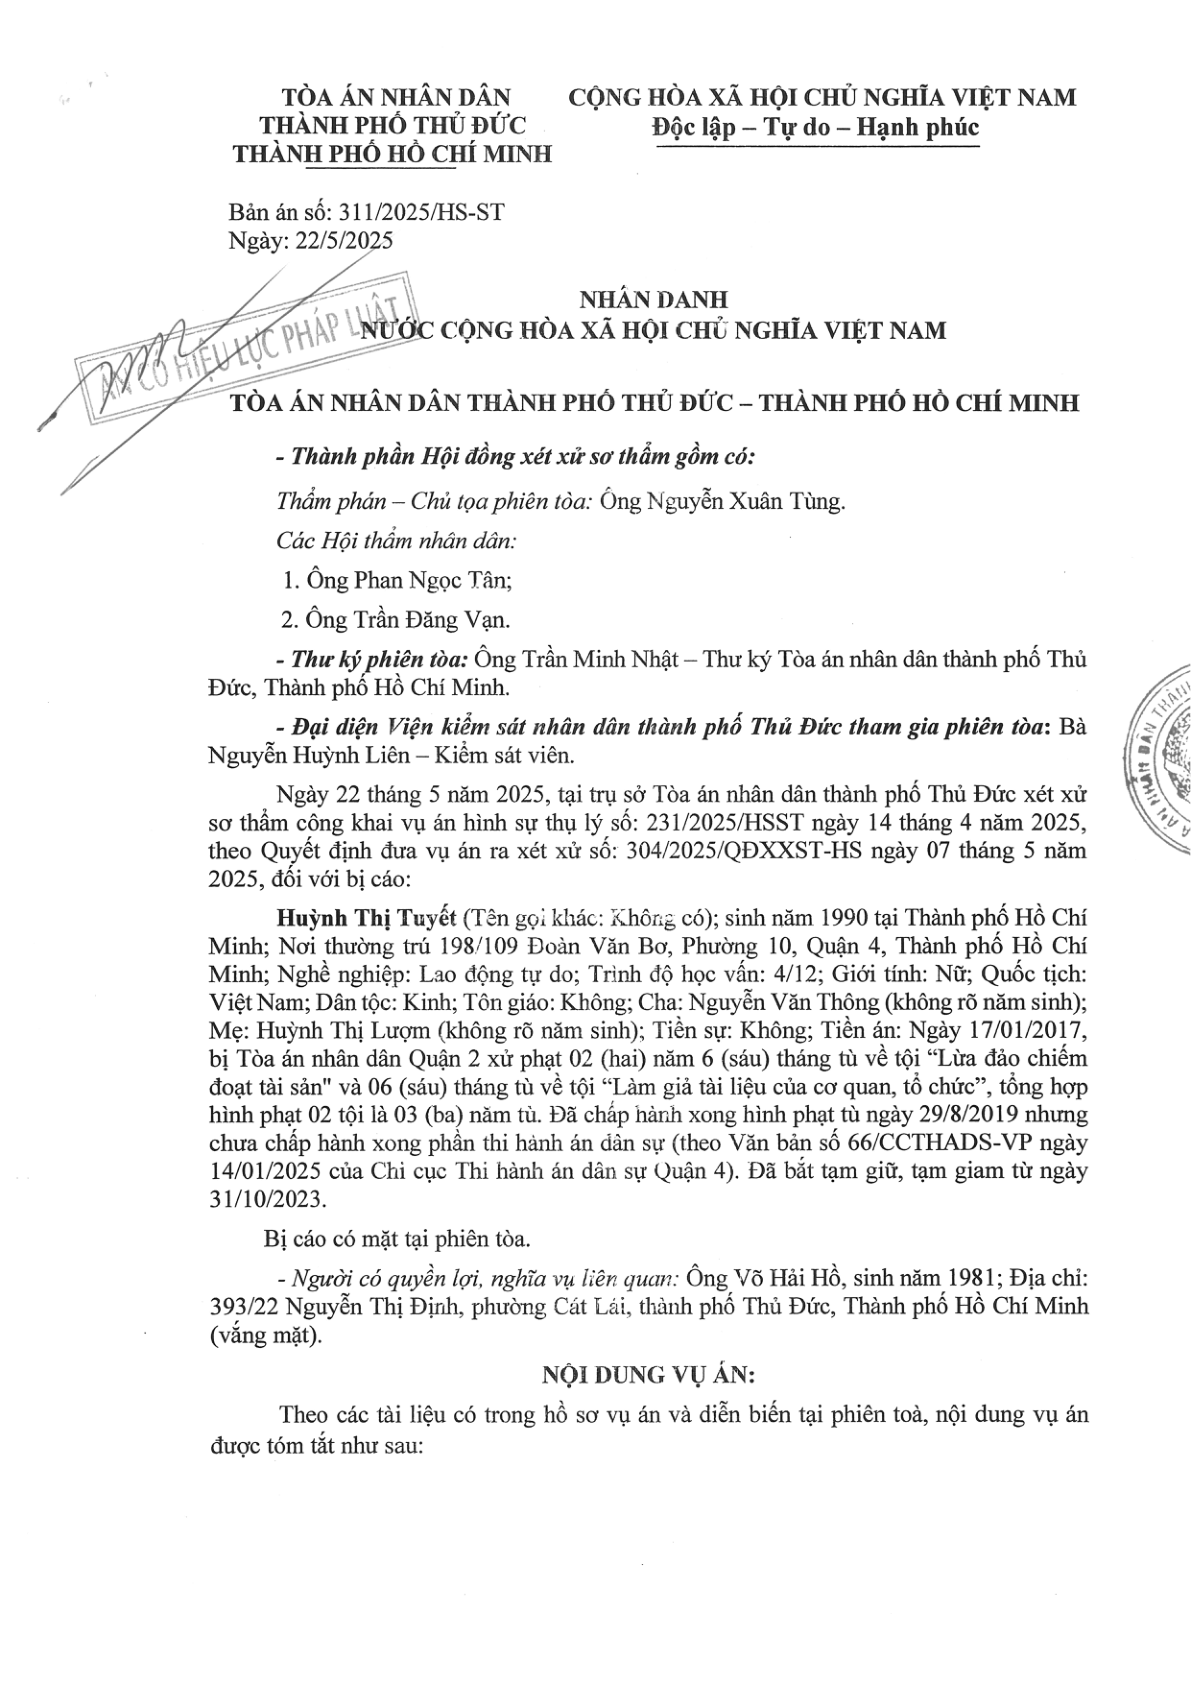 TÒA ÁN NHÂN DÂN
THÀNH PHỐ THỦ ĐỨC
THÀNH PHỐ HỒ CHÍ MINH
CỘNG HÒA XÃ HỘI CHỦ NGHĨA VIỆT NAM
Độc lập – Tự do – Hạnh phúc
Bản án số: 311/2025/HS-ST
Ngày: 22/5/2025
ÁN CÓ HIỆU LỰC PHÁP LUẬT
NHÂN DANH
NƯỚC CỘNG HÒA XÃ HỘI CHỦ NGHĨA VIỆT NAM
TÒA ÁN NHÂN DÂN THÀNH PHỐ THỦ ĐỨC – THÀNH PHỐ HỒ CHÍ MINH
- Thành phần Hội đồng xét xử sơ thẩm gồm có:
Thẩm phán – Chủ tọa phiên tòa: Ông Nguyễn Xuân Tùng.
Các Hội thẩm nhân dân:
1. Ông Phan Ngọc Tân;
2. Ông Trần Đăng Vạn.
- Thư ký phiên tòa: Ông Trần Minh Nhật – Thư ký Tòa án nhân dân thành phố Thủ
Đức, Thành phố Hồ Chí Minh.
- Đại diện Viện kiểm sát nhân dân thành phố Thủ Đức tham gia phiên tòa: Bà
Nguyễn Huỳnh Liên – Kiểm sát viên.
Ngày 22 tháng 5 năm 2025, tại trụ sở Tòa án nhân dân thành phố Thủ Đức xét xử
sơ thẩm công khai vụ án hình sự thụ lý số: 231/2025/HSST ngày 14 tháng 4 năm 2025,
theo Quyết định đưa vụ án ra xét xử số: 304/2025/QĐXXST-HS ngày 07 tháng 5 năm
2025, đối với bị cáo:
Huỳnh Thị Tuyết (Tên gọi khác: Không có); sinh năm 1990 tại Thành phố Hồ Chí
Minh; Nơi thường trú 198/109 Đoàn Văn Bơ, Phường 10, Quận 4, Thành phố Hồ Chí
Minh; Nghề nghiệp: Lao động tự do; Trình độ học vấn: 4/12; Giới tính: Nữ; Quốc tịch:
Việt Nam; Dân tộc: Kinh; Tôn giáo: Không; Cha: Nguyễn Văn Thông (không rõ năm sinh);
Mẹ: Huỳnh Thị Lượm (không rõ năm sinh); Tiền sự: Không; Tiền án: Ngày 17/01/2017,
bị Tòa án nhân dân Quận 2 xử phạt 02 (hai) năm 6 (sáu) tháng tù về tội “Lừa đảo chiếm
đoạt tài sản" và 06 (sáu) tháng tù về tội “Làm giả tài liệu của cơ quan, tổ chức”, tổng hợp
hình phạt 02 tội là 03 (ba) năm tù. Đã chấp hành xong hình phạt tù ngày 29/8/2019 nhưng
chưa chấp hành xong phần thi hành án dân sự (theo Văn bản số 66/CCTHADS-VP ngày
14/01/2025 của Chi cục Thi hành án dân sự Quận 4). Đã bắt tạm giữ, tạm giam từ ngày
31/10/2023.
Bị cáo có mặt tại phiên tòa.
- Người có quyền lợi, nghĩa vụ liên quan: Ông Võ Hải Hồ, sinh năm 1981; Địa chỉ:
393/22 Nguyễn Thị Định, phường Cát Lái, thành phố Thủ Đức, Thành phố Hồ Chí Minh
(vắng mặt).
NỘI DUNG VỤ ÁN:
Theo các tài liệu có trong hồ sơ vụ án và diễn biến tại phiên toà, nội dung vụ án
được tóm tắt như sau:
ÁN NHÂN DÂN THÀNH